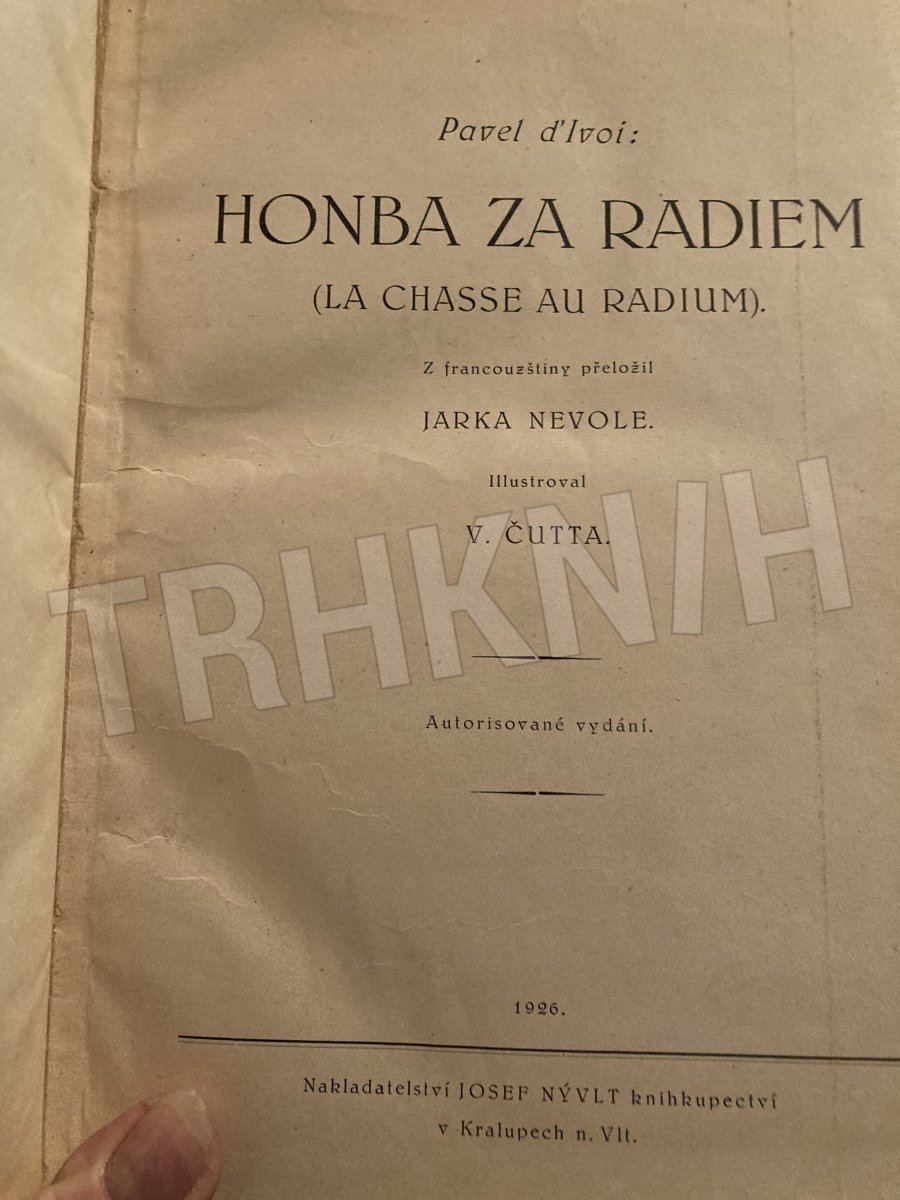 Pavel d'Ivoi:
HONBA ZA RADIEM
(LA CHASSE AU RADIUM).
Z francouzštiny přeložil
JARKA NEVOLE.
Illustroval
V. ČUTTA.
TRHKNIH
Autorisované vydání.
1926.
Nakladatelství JOSEF NÝVLT knihkupectví
v Kralupech n. Vlt.